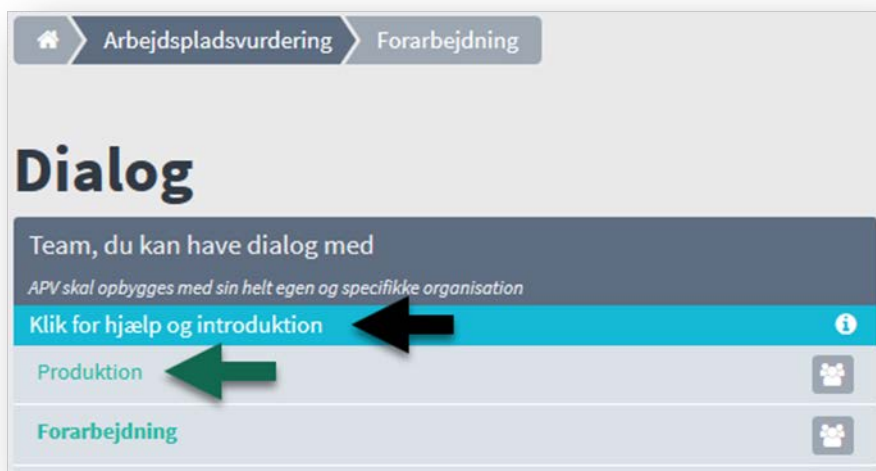 Arbejdspladsvurdering Forarbejdning
Dialog
Team, du kan have dialog med
APV skal opbygges med sin helt egen og specifikke organisation
Klik for hjælp og introduktion
Produktion
Forarbejdning